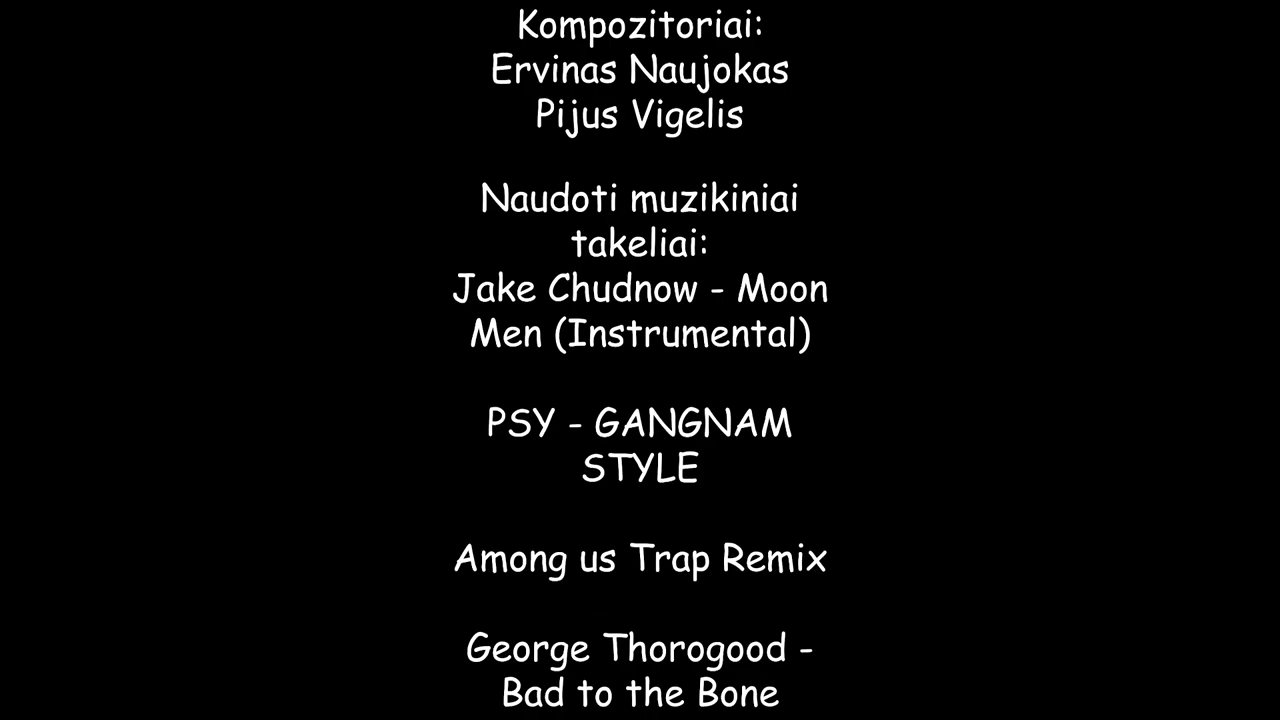 Kompozitoriai:
Ervinas Naujokas
Pijus Vigelis
Naudoti muzikiniai
takeliai:
Jake Chudnow - Moon
Men (Instrumental)
PSY - GANGNAM
STYLE
Among us Trap Remix
George Thorogood -
Bad to the Bone